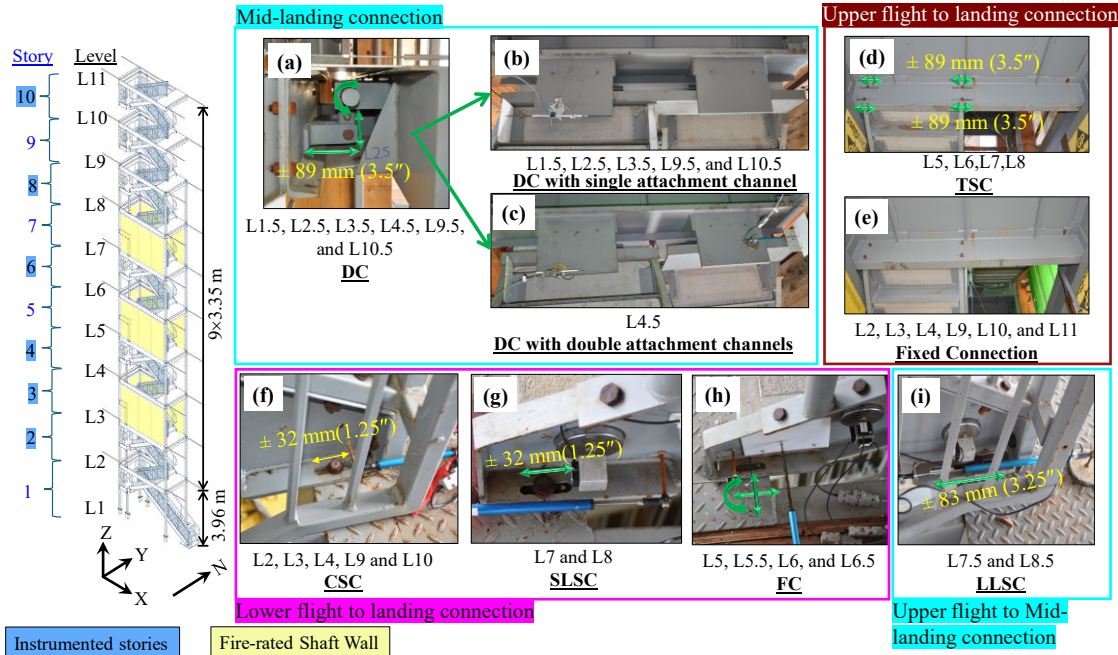 Mid-landing connection
Upper flight to landing connection
Story
Level
L11
10
L10
9
L9
8
L8
7
L7
6
L6
5
L5
4
L4
3
L3
2
L2
1
L1
9×3.35 m
3.96 m
Z
Y
X
N
(a)
L25
± 89 mm (3.5″)
L1.5, L2.5, L3.5, L4.5, L9.5,
and L10.5
DC
(b)
L1.5, L2.5, L3.5, L9.5, and L10.5
DC with single attachment channel
(c)
L4.5
DC with double attachment channels
(d)
± 89 mm (3.5″)
± 89 mm (3.5″)
L5, L6,L7,L8
TSC
(e)
L2, L3, L4, L9, L10, and L11
Fixed Connection
(f)
± 32 mm(1.25″)
L2, L3, L4, L9 and L10
CSC
(g)
± 32 mm(1.25″)
L7 and L8
SLSC
(h)
L5, L5.5, L6, and L6.5
FC
(i)
± 83 mm (3.25″)
L7.5 and L8.5
LLSC
Lower flight to landing connection
Upper flight to Mid-
landing connection
Instrumented stories
Fire-rated Shaft Wall